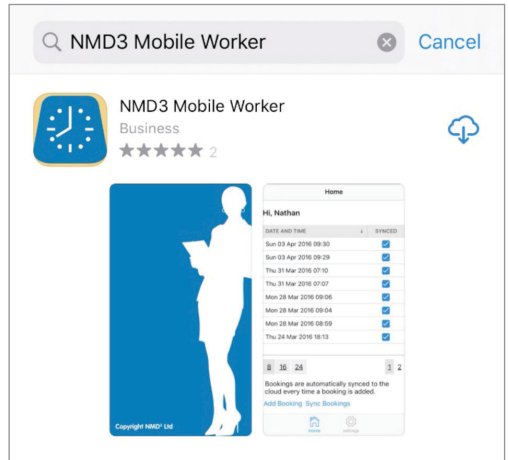 NMD3 Mobile Worker Cancel
NMD3 Mobile Worker
Business
2
Copyright NMD³ Ltd
Home
Hi, Nathan
DATE AND TIME SYNCED
Sun 03 Apr 2016 09:30
Sun 03 Apr 2016 09:29
Thu 31 Mar 2016 07:10
Thu 31 Mar 2016 07:07
Mon 28 Mar 2016 09:06
Mon 28 Mar 2016 09:04
Mon 28 Mar 2016 08:59
Thu 24 Mar 2016 18:13
8 16 24 1 2
Bookings are automatically synced to the
cloud every time a booking is added.
Add Booking Sync Bookings
Home settings